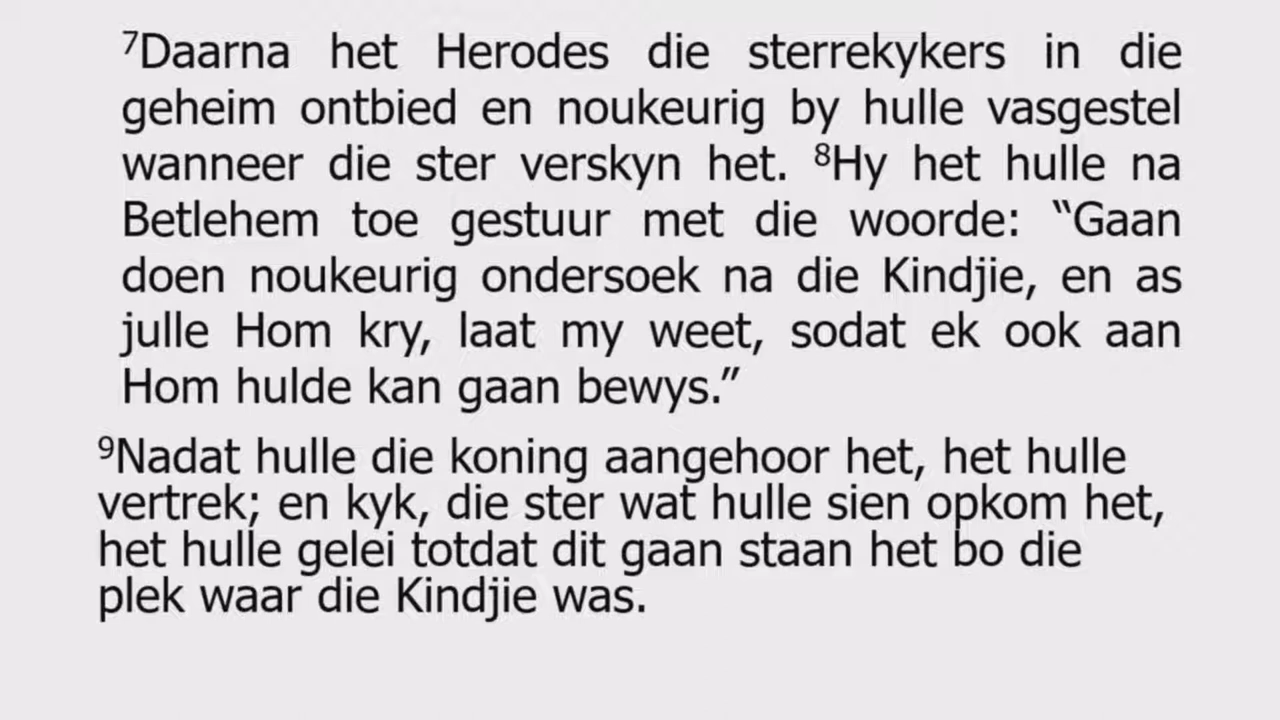 ⁷Daarna het Herodes die sterrekykers in die
geheim ontbied en noukeurig by hulle vasgestel
wanneer die ster verskyn het. ⁸Hy het hulle na
Betlehem toe gestuur met die woorde: “Gaan
doen noukeurig ondersoek na die Kindjie, en as
julle Hom kry, laat my weet, sodat ek ook aan
Hom hulde kan gaan bewys.”
⁹Nadat hulle die koning aangehoor het, het hulle
vertrek; en kyk, die ster wat hulle sien opkom het,
het hulle gelei totdat dit gaan staan het bo die
plek waar die Kindjie was.